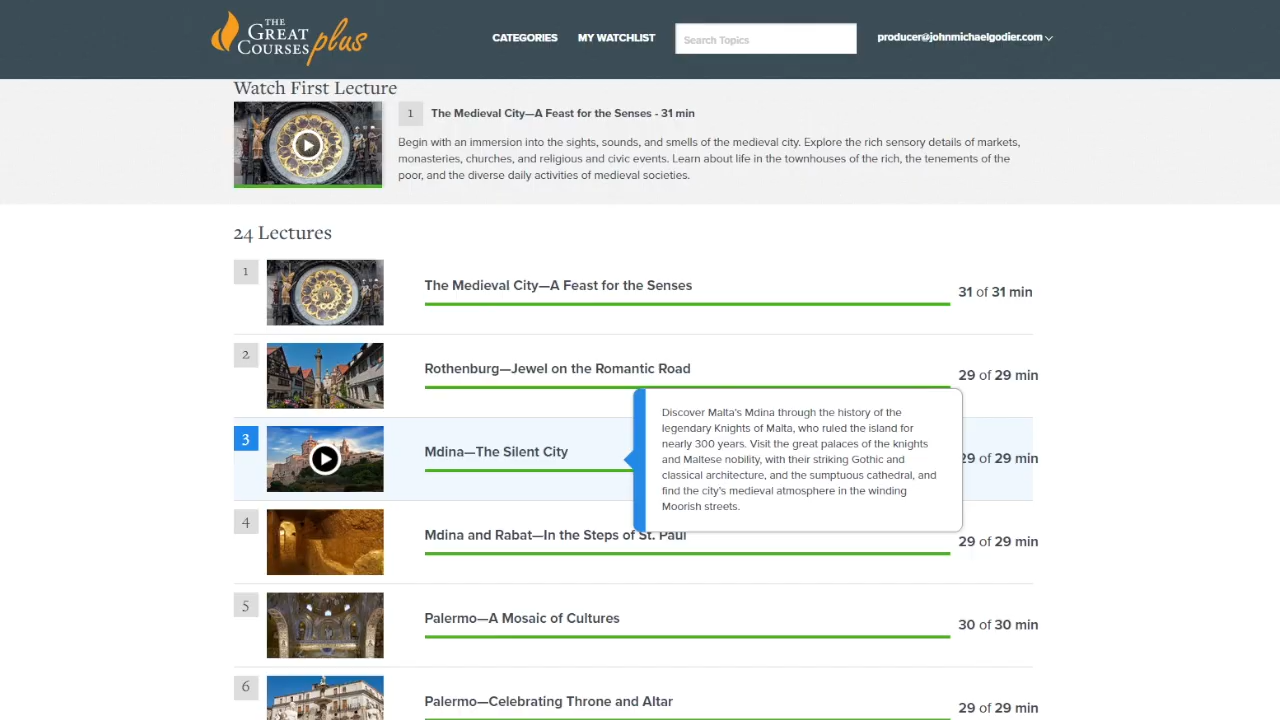 THE
GREAT
COURSES plus
CATEGORIES
MY WATCHLIST
Search Topics
producer@johnmichaelgodier.com
Watch First Lecture
1
The Medieval City—A Feast for the Senses - 31 min
Begin with an immersion into the sights, sounds, and smells of the medieval city. Explore the rich sensory details of markets,
monasteries, churches, and religious and civic events. Learn about life in the townhouses of the rich, the tenements of the
poor, and the diverse daily activities of medieval societies.
24 Lectures
1
The Medieval City—A Feast for the Senses
31 of 31 min
2
Rothenburg—Jewel on the Romantic Road
29 of 29 min
3
Mdina—The Silent City
Discover Malta's Mdina through the history of the
legendary Knights of Malta, who ruled the island for
nearly 300 years. Visit the great palaces of the knights
and Maltese nobility, with their striking Gothic and
classical architecture, and the sumptuous cathedral, and
find the city's medieval atmosphere in the winding
Moorish streets.
29 of 29 min
4
Mdina and Rabat—In the Steps of St. Paul
29 of 29 min
5
Palermo—A Mosaic of Cultures
30 of 30 min
6
Palermo—Celebrating Throne and Altar
29 of 29 min